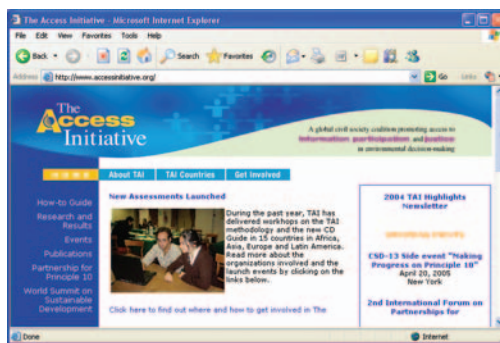 The Access Initiative - Microsoft Internet Explorer
File Edit View Favorites Tools Help
Back Search Favorites
Address http://www.accessinitiative.org/ Go Links
The
Access
Initiative
A global civil society coalition promoting access to
information participation and justice
in environmental decision-making
About TAI TAI Countries Get Involved
How-to Guide
Research and
Results
Events
Publications
Partnership for
Principle 10
World Summit on
Sustainable
Development
New Assessments Launched
During the past year, TAI has
delivered workhops on the TAI
methodology and the new CD
Guide in 15 countries in Africa,
Asia, Europe and Latin America.
Read more about the
organizations involved and the
launch events by clicking on the
links below.
Click here to find out where and how to get involved in The
2004 TAI Highlights
Newsletter
CSD-13 Side event "Making
Progress on Principle 10"
April 20, 2005
New York
2nd International Forum on
Partnerships for
Done Internet